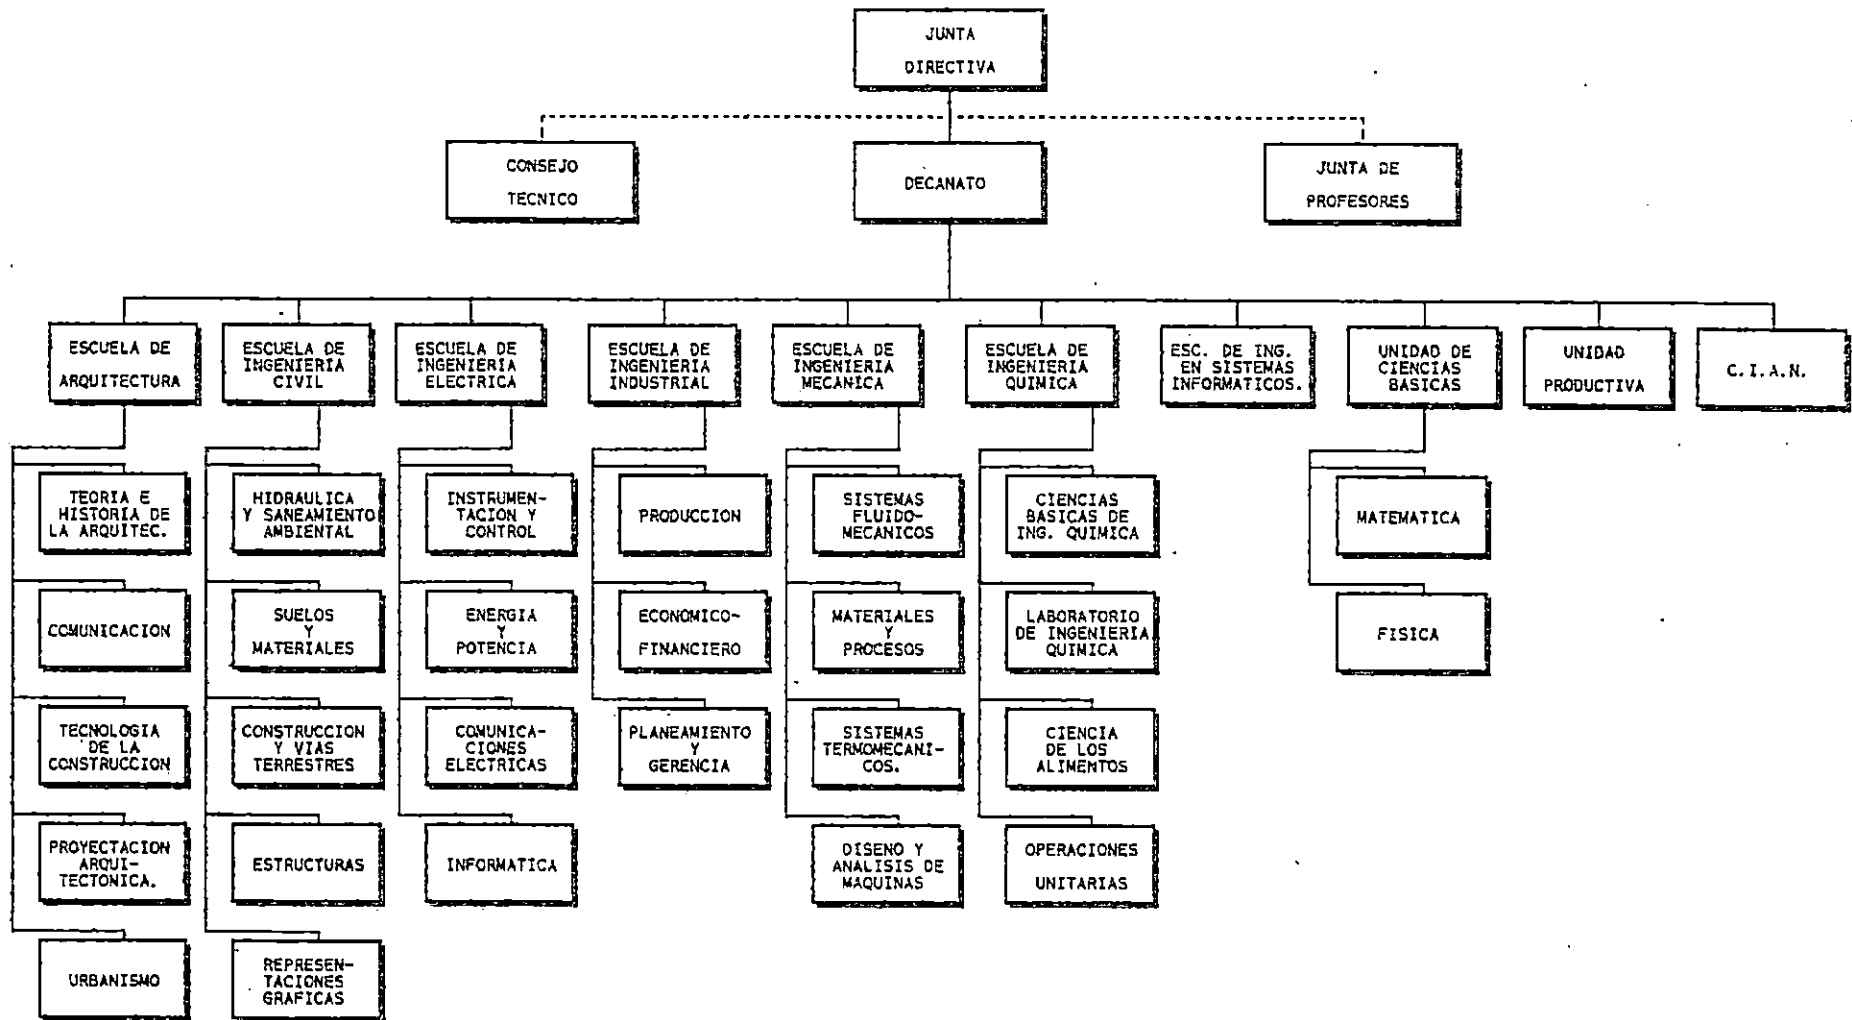 JUNTA
DIRECTIVA
CONSEJO
TECNICO
DECANATO
JUNTA DE
PROFESORES
ESCUELA DE
ARQUITECTURA
ESCUELA DE
INGENIERIA
CIVIL
ESCUELA DE
INGENIERIA
ELECTRICA
ESCUELA DE
INGENIERIA
INDUSTRIAL
ESCUELA DE
INGENIERIA
MECANICA
ESCUELA DE
INGENIERIA
QUIMICA
ESC. DE ING.
EN SISTEMAS
INFORMATICOS.
UNIDAD DE
CIENCIAS
BASICAS
UNIDAD
PRODUCTIVA
C.I.A.N.
TEORIA E
HISTORIA DE
LA ARQUITEC.
HIDRAULICA
Y SANEAMIENTO
AMBIENTAL
INSTRUMEN-
TACION Y
CONTROL
PRODUCCION
SISTEMAS
FLUIDO-
MECANICOS
CIENCIAS
BASICAS DE
ING. QUIMICA
MATEMATICA
COMUNICACION
SUELOS
Y
MATERIALES
ENERGIA
Y
POTENCIA
ECONOMICO-
FINANCIERO
MATERIALES
Y
PROCESOS
LABORATORIO
DE INGENIERIA
QUIMICA
FISICA
TECNOLOGIA
DE LA
CONSTRUCCION
CONSTRUCCION
Y VIAS
TERRESTRES
COMUNICA-
CIONES
ELECTRICAS
PLANEAMIENTO
Y
GERENCIA
SISTEMAS
TERMOMECANI-
COS.
CIENCIA
DE LOS
ALIMENTOS
PROYECTACION
ARQUI-
TECTONICA.
ESTRUCTURAS
INFORMATICA
DISENO Y
ANALISIS DE
MAQUINAS
OPERACIONES
UNITARIAS
URBANISMO
REPRESEN-
TACIONES
GRAFICAS